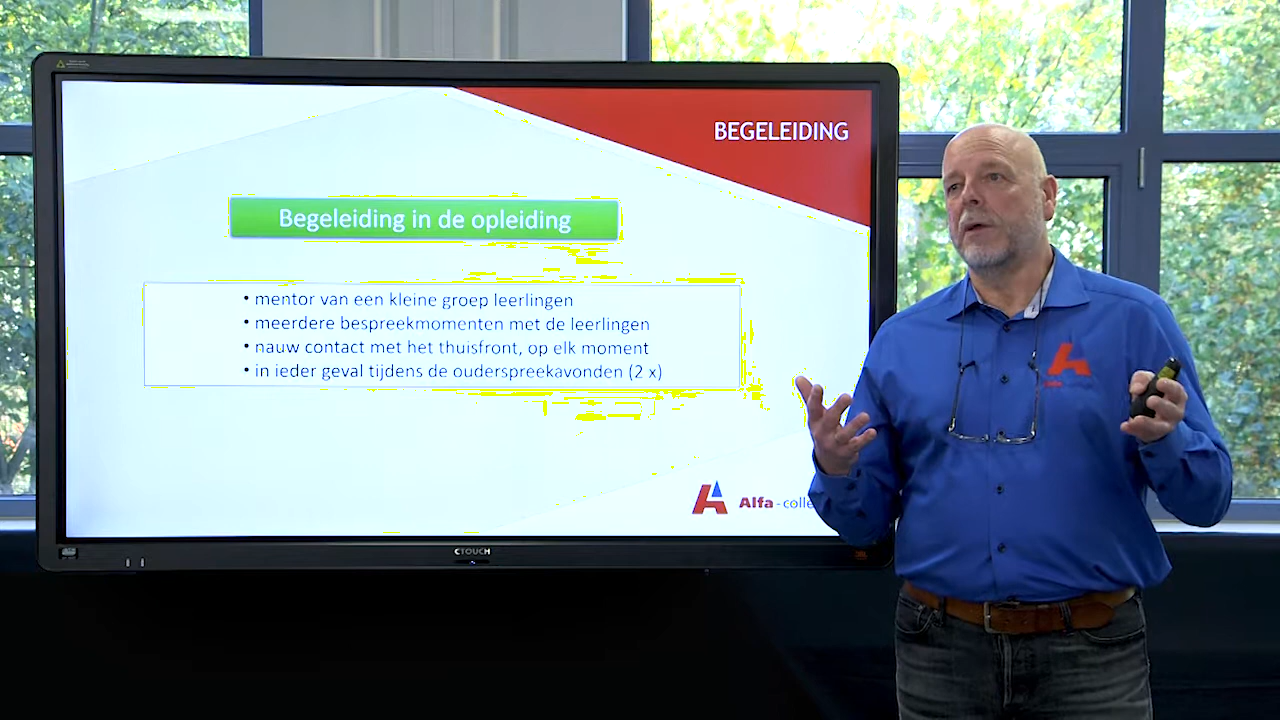 BEGELEIDING
Begeleiding in de opleiding
• mentor van een kleine groep leerlingen
• meerdere bespreekmomenten met de leerlingen
• nauw contact met het thuisfront, op elk moment
• in ieder geval tijdens de ouderspreekavonden (2 x)
Alfa-colle
CTOUCH